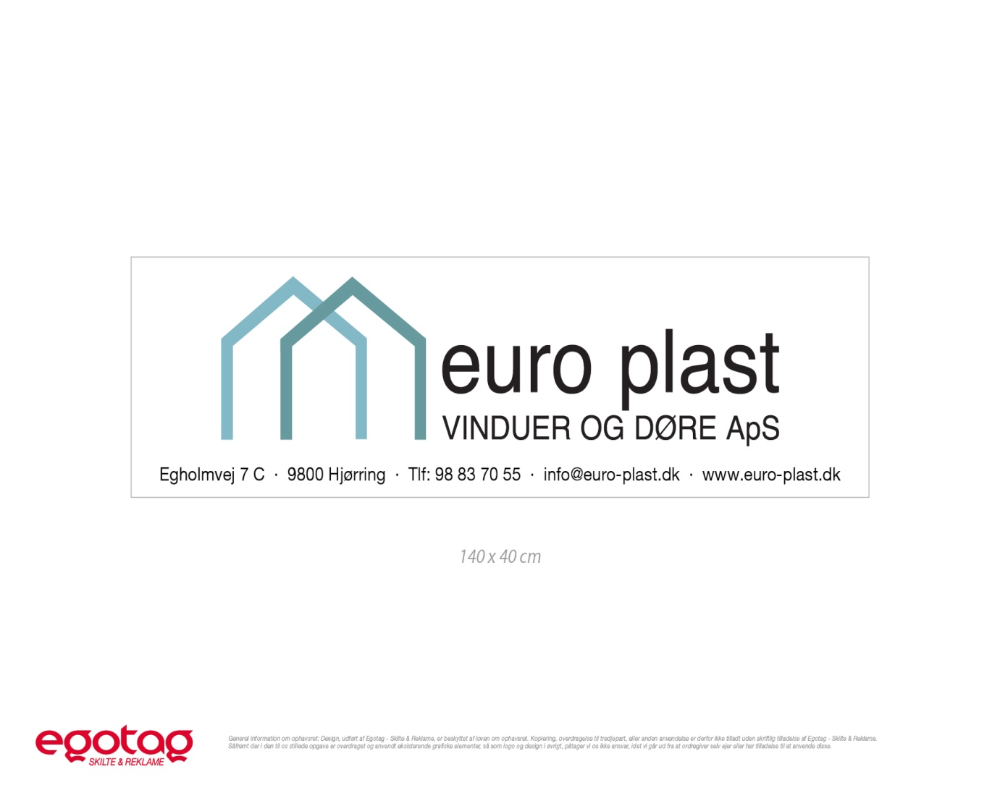 euro plast
VINDUER OG DØRE ApS
Egholmvej 7 C · 9800 Hjørring · Tlf: 98 83 70 55 · info@euro-plast.dk · www.euro-plast.dk
140 x 40 cm
egotag
SKILTE & REKLAME
Generel information om ophavsret: Design, udført af Egotag - Skilte & Reklame, er beskyttet af loven om ophavsret. Kopiering, overdragelse til tredjepart, eller anden anvendelse er derfor ikke tilladt uden skriftlig tilladelse af Egotag - Skilte & Reklame.
Såfremt der i den til os stillede opgave er overdraget og anvendt eksisterende grafiske elementer, så som logo og design i øvrigt, påtager vi os ikke ansvar, idet vi går ud fra at ordregiver selv ejer eller har tilladelse til at anvende disse.